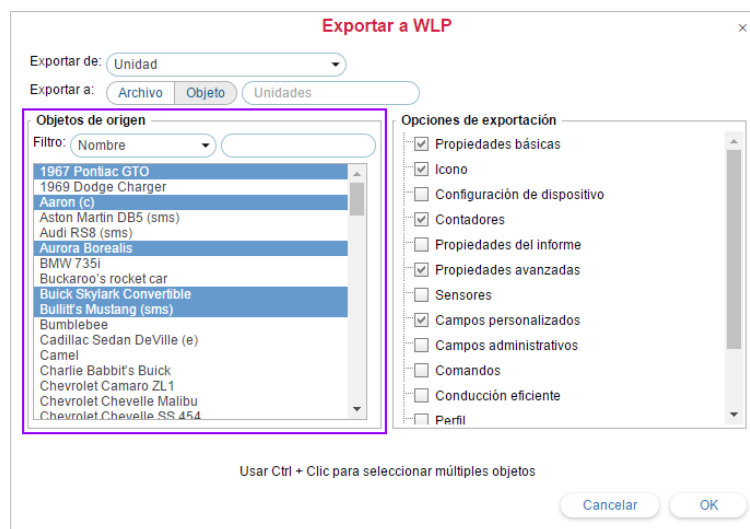 Exportar a WLP
×
Exportar de: Unidad
Exportar a: Archivo Objeto Unidades
Objetos de origen
Filtro: Nombre
1967 Pontiac GTO
1969 Dodge Charger
Aaron (c)
Aston Martin DB5 (sms)
Audi RS8 (sms)
Aurora Borealis
BMW 735i
Buckaroo's rocket car
Buick Skylark Convertible
Bullitt's Mustang (sms)
Bumblebee
Cadillac Sedan DeVille (e)
Camel
Charlie Babbit's Buick
Chevrolet Camaro ZL1
Chevrolet Chevelle Malibu
Chevrolet Chevelle SS 454
Opciones de exportación
Propiedades básicas
Icono
Configuración de dispositivo
Contadores
Propiedades del informe
Propiedades avanzadas
Sensores
Campos personalizados
Campos administrativos
Comandos
Conducción eficiente
Perfil
Usar Ctrl + Clic para seleccionar múltiples objetos
Cancelar OK